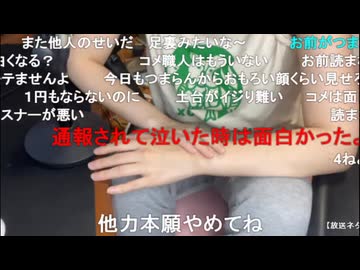 また他人のせいだ
足裏みたいな～
お前がつま
白くなる？
コメ職人はもういない
お前読ま
テませんよ
今日もつまらんからおもろい顔くらい見せ
１円もならないのに
土台がイジり難い
コメは面
スナーが悪い
読ま
通報されて泣いた時は面白かったよ
4ね
他力本願やめてね
【放送ネタ